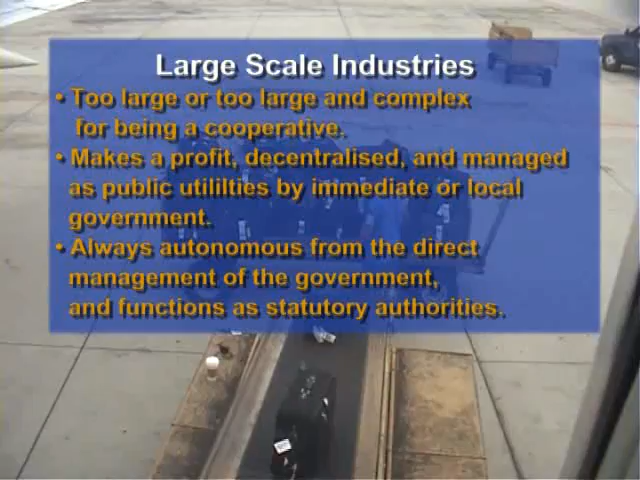 Large Scale Industries
• Too large or too large and complex
for being a cooperative.
• Makes a profit, decentralised, and managed
as public utililties by immediate or local
government.
• Always autonomous from the direct
management of the government,
and functions as statutory authorities.